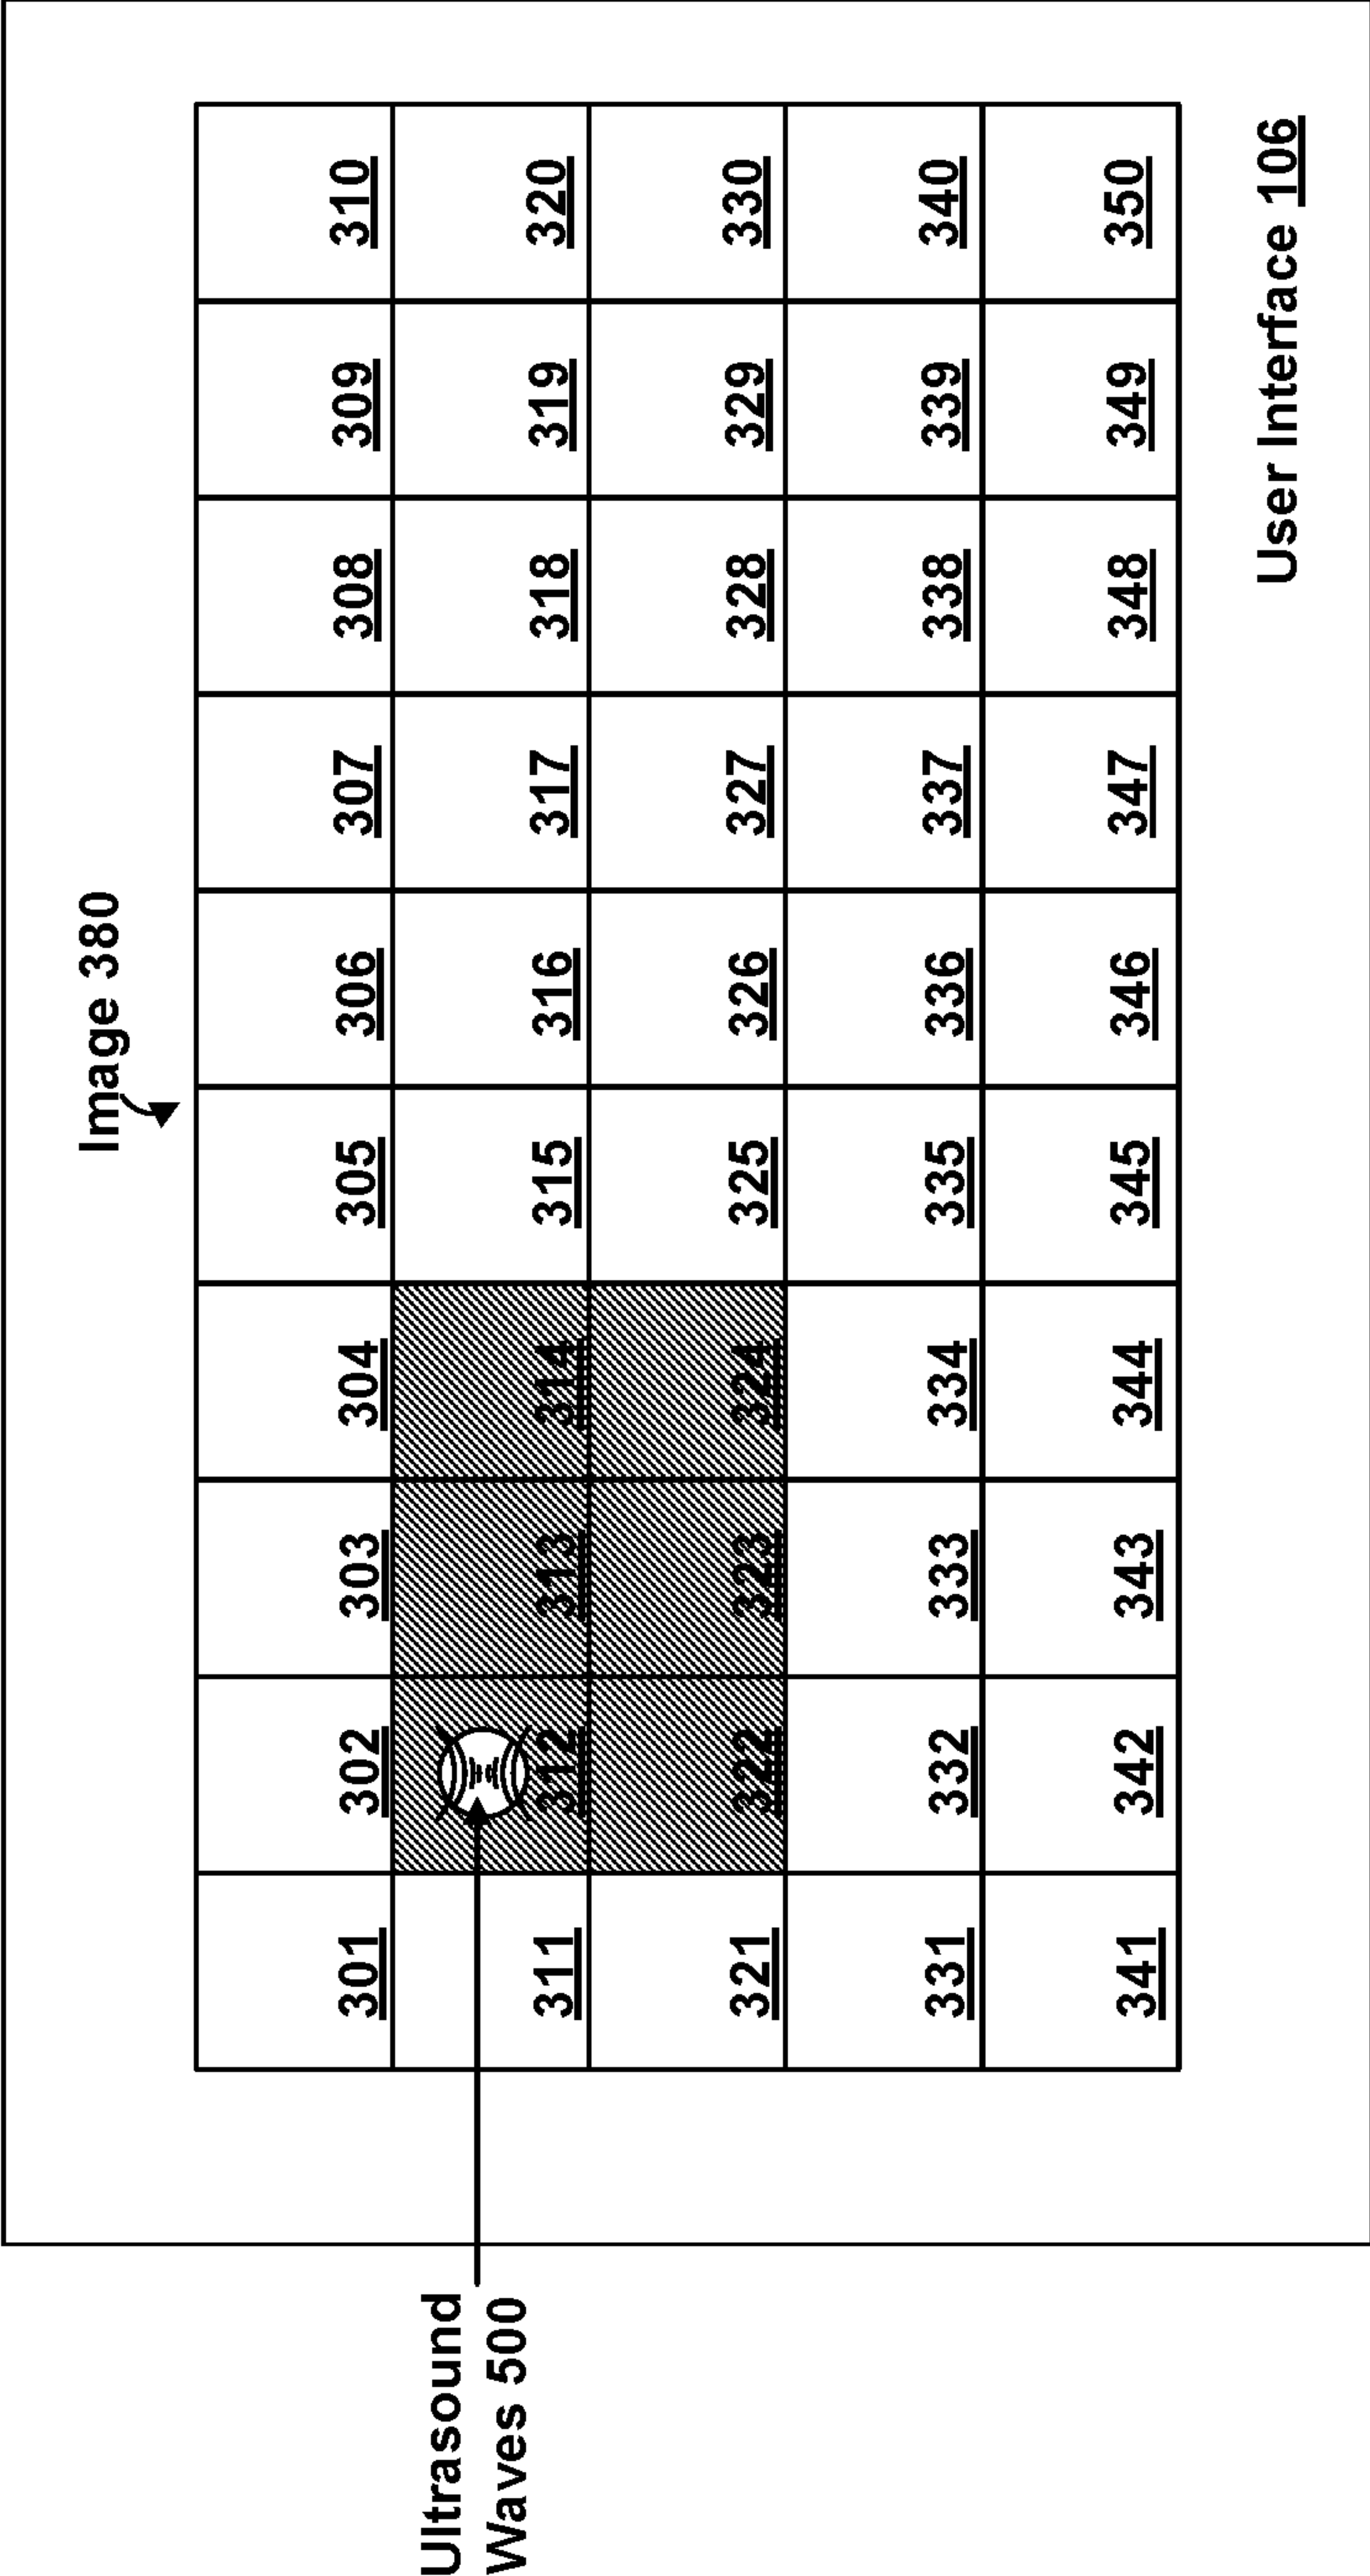 Image 380
301 302 303 304 305 306 307 308 309 310
311 312 313 314 315 316 317 318 319 320
321 322 323 324 325 326 327 328 329 330
331 332 333 334 335 336 337 338 339 340
341 342 343 344 345 346 347 348 349 350
Ultrasound
Waves 500
User Interface 106